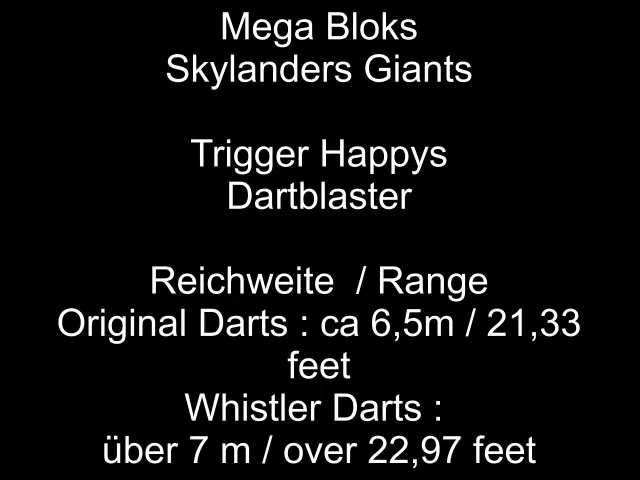 Mega Bloks
Skylanders Giants
Trigger Happys
Dartblaster
Reichweite  / Range
Original Darts : ca 6,5m / 21,33
feet
Whistler Darts :
über 7 m / over 22,97 feet